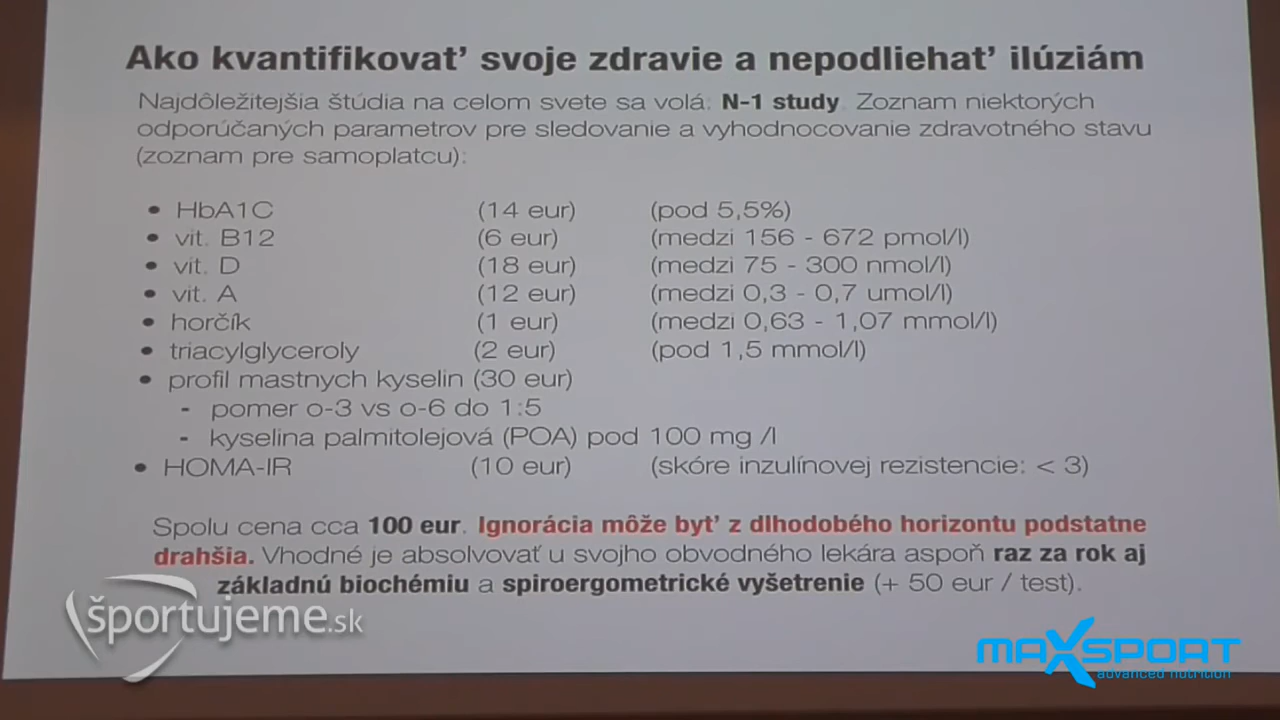 Ako kvantifikovat' svoje zdravie a nepodliehat' ilúziám
Najdôležitejšia štúdia na celom svete sa volá: N-1 study. Zoznam niektorých
odporúčaných parametrov pre sledovanie a vyhodnocovanie zdravotného stavu
(zoznam pre samoplatcu):
• HbA1C (14 eur) (pod 5,5%)
• vit. B12 (6 eur) (medzi 156 - 672 pmol/l)
• vit. D (18 eur) (medzi 75 - 300 nmol/l)
• vit. A (12 eur) (medzi 0,3 - 0,7 umol/l)
• horčík (1 eur) (medzi 0,63 - 1,07 mmol/l)
• triacylglyceroly (2 eur) (pod 1,5 mmol/l)
• profil mastnych kyselin (30 eur)
- pomer o-3 vs o-6 do 1:5
- kyselina palmitolejová (POA) pod 100 mg /l
• HOMA-IR (10 eur) (skóre inzulínovej rezistencie: < 3)
Spolu cena cca 100 eur. Ignorácia môže byt' z dlhodobého horizontu podstatne
drahšia. Vhodné je absolvovať u svojho obvodného lekára aspoň raz za rok aj
základnú biochémiu a spiroergometrické vyšetrenie (+ 50 eur / test).
športujeme.sk
MAXSPORT
advanced nutrition